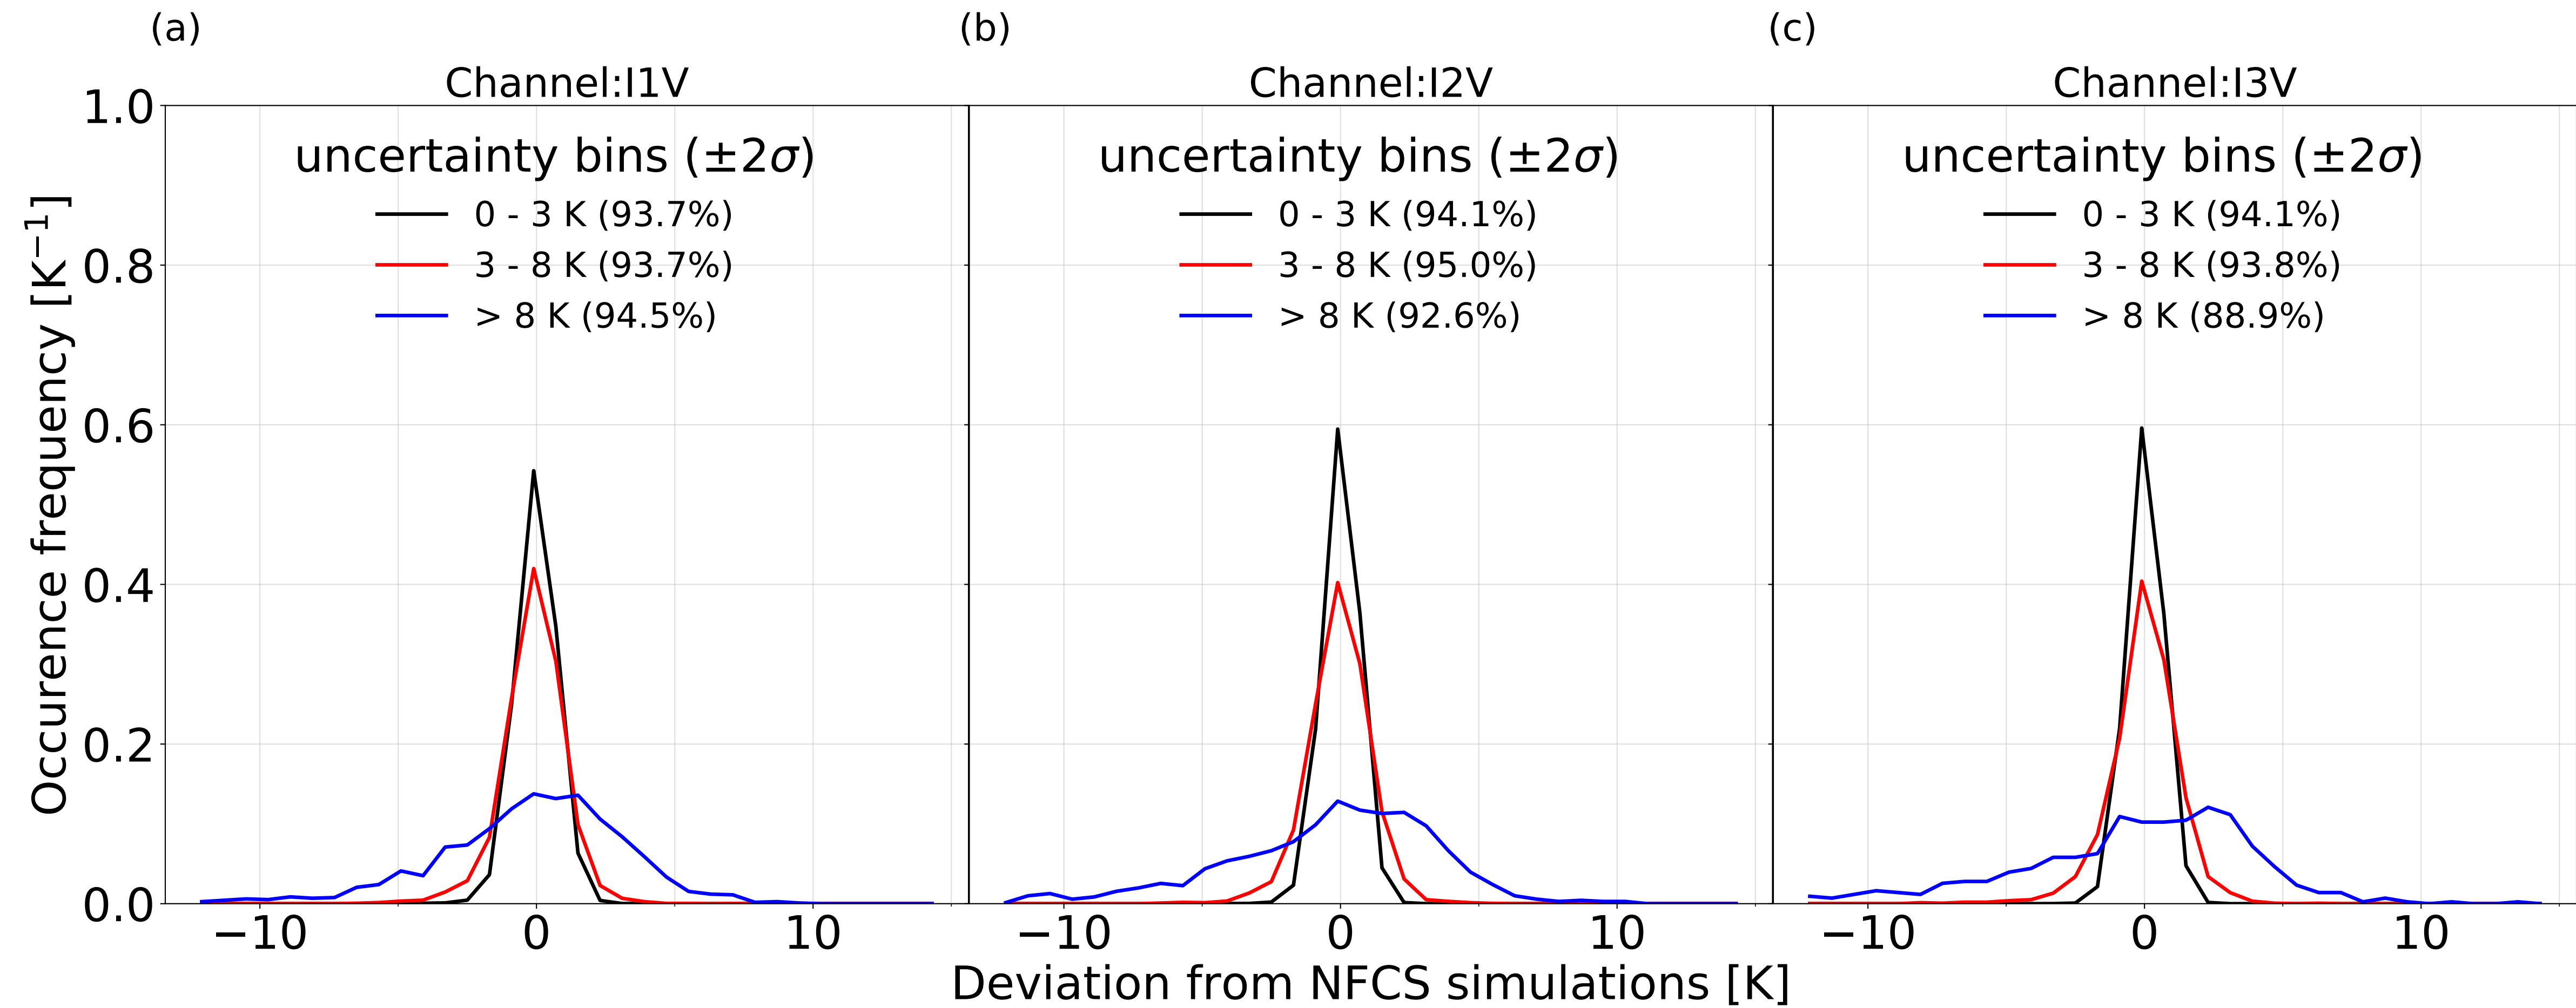 (a)
(b)
(c)
Channel:I1V
Channel:I2V
Channel:I3V
Occurence frequency [K⁻¹]
1.0
0.8
0.6
0.4
0.2
0.0
uncertainty bins (±2σ)
0 - 3 K (93.7%)
3 - 8 K (93.7%)
> 8 K (94.5%)
uncertainty bins (±2σ)
0 - 3 K (94.1%)
3 - 8 K (95.0%)
> 8 K (92.6%)
uncertainty bins (±2σ)
0 - 3 K (94.1%)
3 - 8 K (93.8%)
> 8 K (88.9%)
−10 0 10
−10 0 10
−10 0 10
Deviation from NFCS simulations [K]